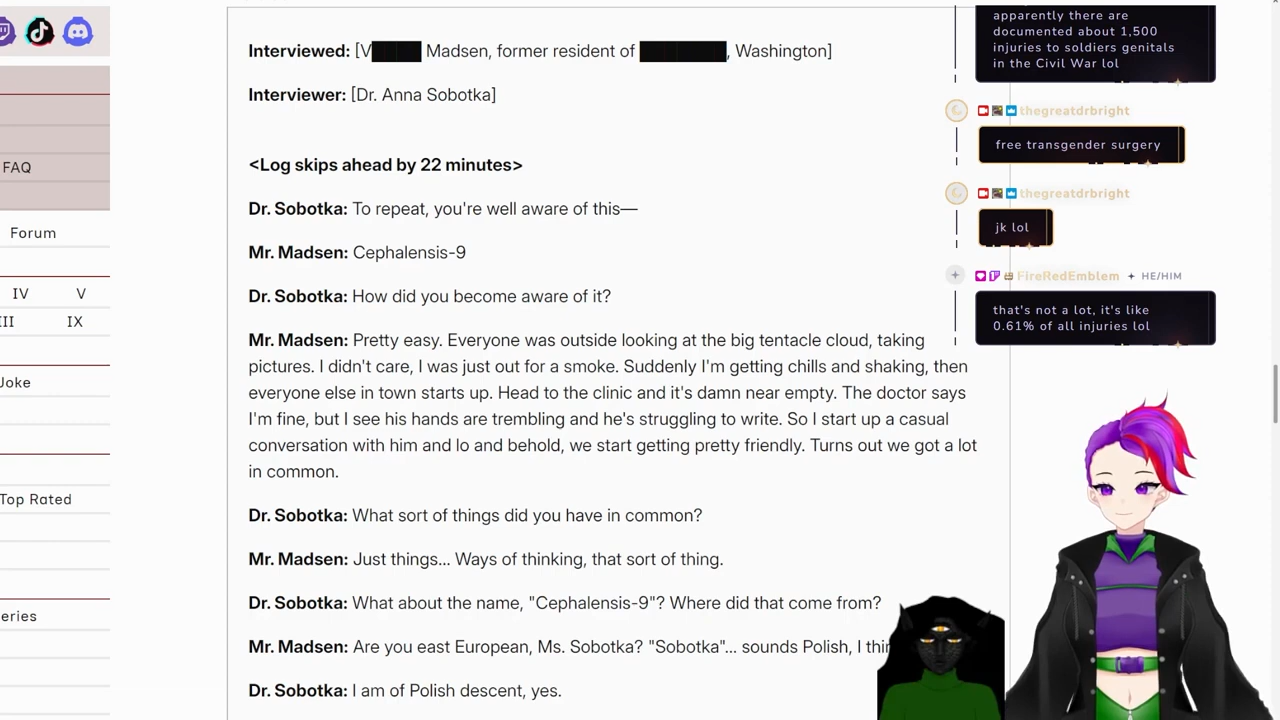 FAQ
Forum
IV V
III IX
Joke
Top Rated
eries
Interviewed: [V Madsen, former resident of , Washington]
Interviewer: [Dr. Anna Sobotka]
<Log skips ahead by 22 minutes>
Dr. Sobotka: To repeat, you're well aware of this—
Mr. Madsen: Cephalensis-9
Dr. Sobotka: How did you become aware of it?
Mr. Madsen: Pretty easy. Everyone was outside looking at the big tentacle cloud, taking
pictures. I didn't care, I was just out for a smoke. Suddenly I'm getting chills and shaking, then
everyone else in town starts up. Head to the clinic and it's damn near empty. The doctor says
I'm fine, but I see his hands are trembling and he's struggling to write. So I start up a casual
conversation with him and lo and behold, we start getting pretty friendly. Turns out we got a lot
in common.
Dr. Sobotka: What sort of things did you have in common?
Mr. Madsen: Just things... Ways of thinking, that sort of thing.
Dr. Sobotka: What about the name, "Cephalensis-9"? Where did that come from?
Mr. Madsen: Are you east European, Ms. Sobotka? "Sobotka"... sounds Polish, I thin
Dr. Sobotka: I am of Polish descent, yes.
apparently there are
documented about 1,500
injuries to soldiers genitals
in the Civil War lol
thegreatdrbright
free transgender surgery
thegreatdrbright
jk lol
FireRedEmblem + HE/HIM
that's not a lot, it's like
0.61% of all injuries lol